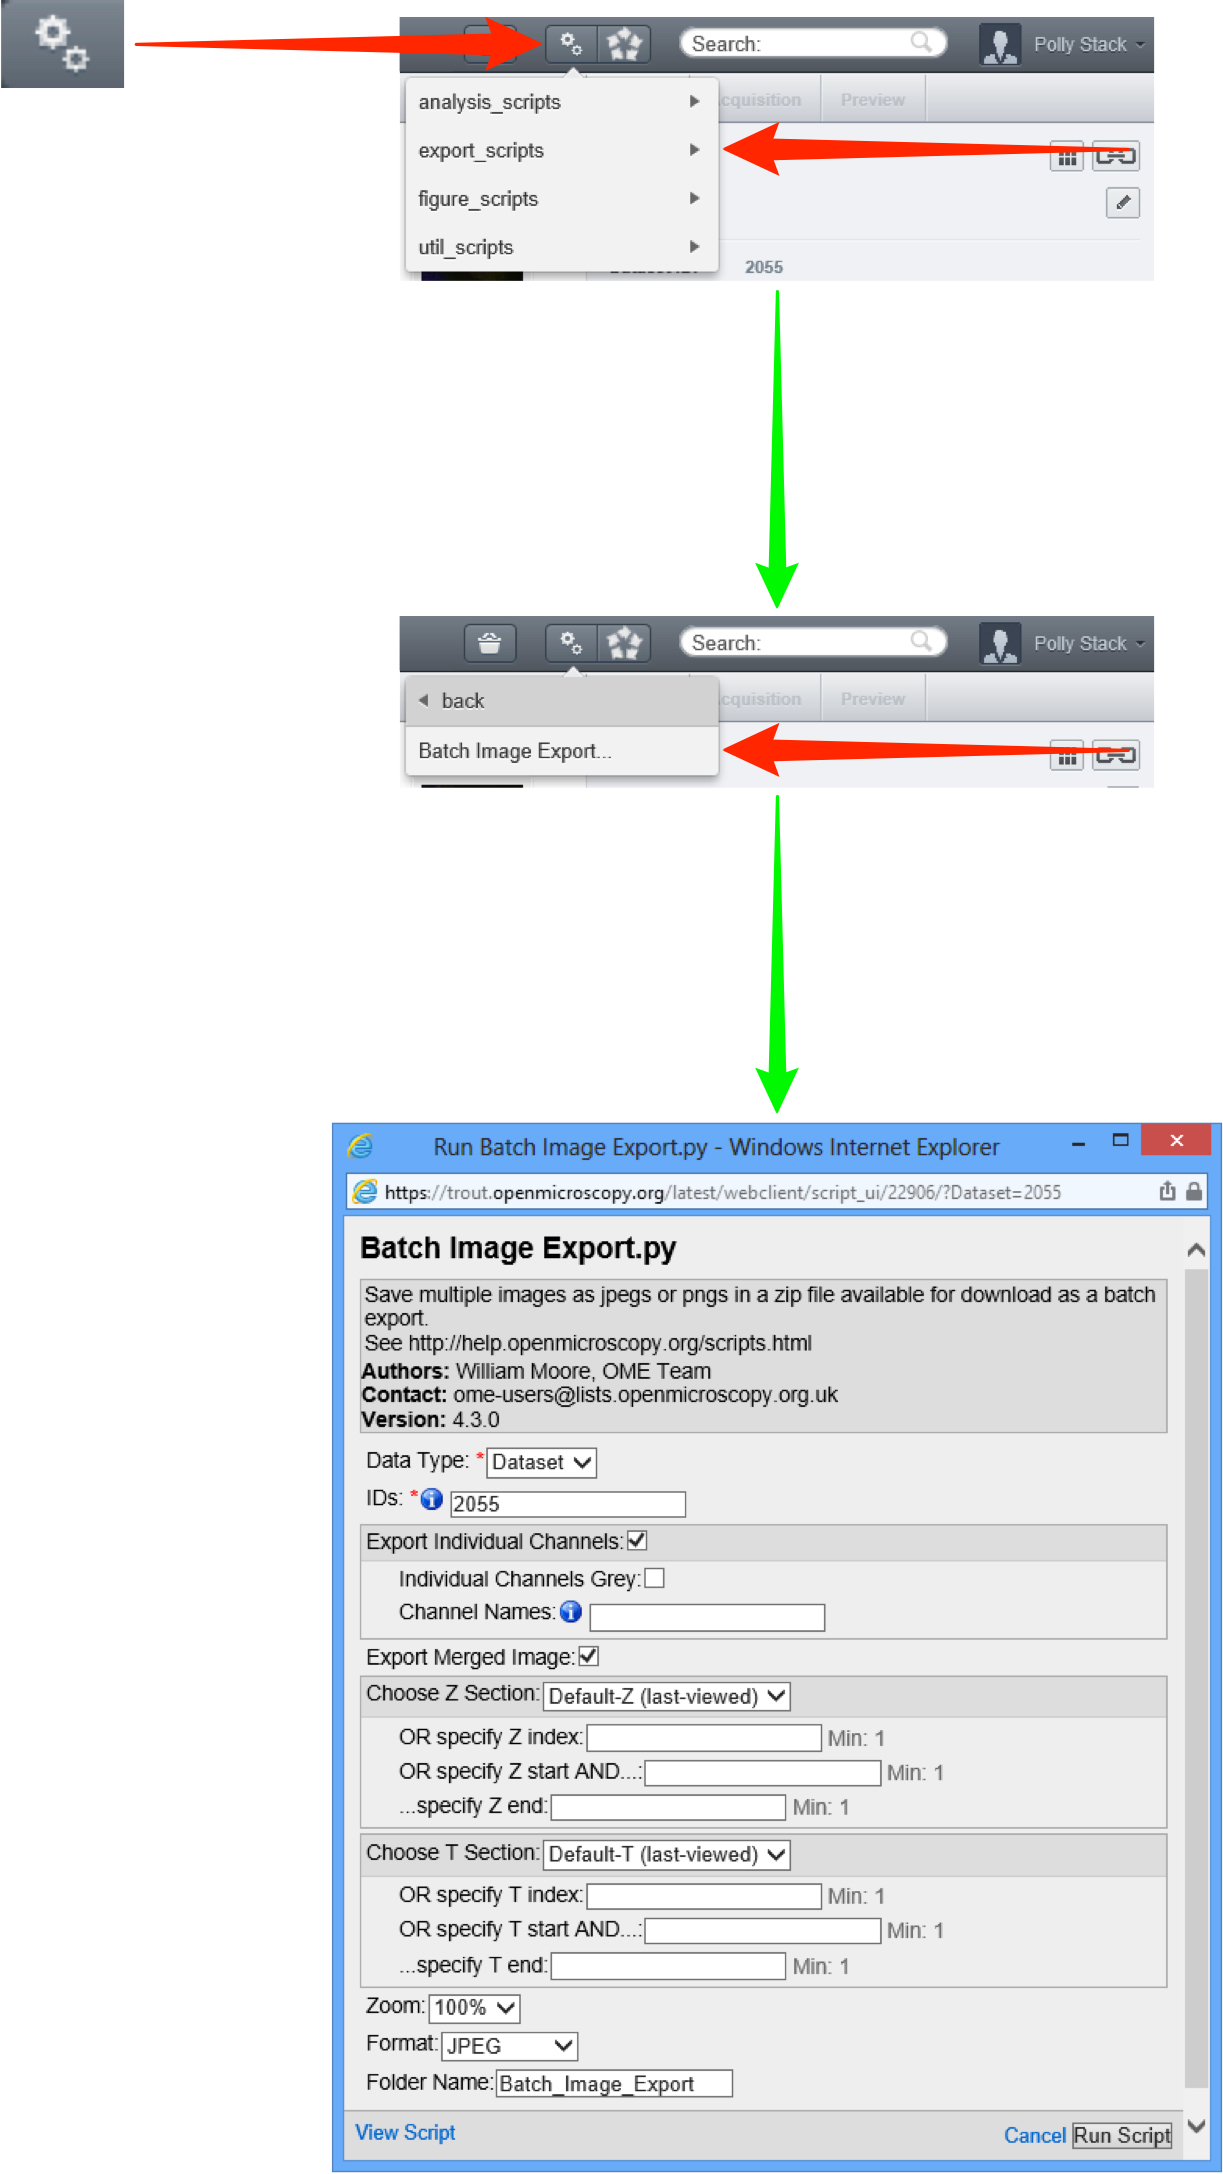 Search:
Polly Stack
analysis_scripts
cquisition
Preview
export_scripts
figure_scripts
util_scripts
2055
Search:
Polly Stack
back
cquisition
Preview
Batch Image Export...
Run Batch Image Export.py - Windows Internet Explorer
https://trout.openmicroscopy.org/latest/webclient/script_ui/22906/?Dataset=2055
Batch Image Export.py
Save multiple images as jpegs or pngs in a zip file available for download as a batch
export.
See http://help.openmicroscopy.org/scripts.html
Authors: William Moore, OME Team
Contact: ome-users@lists.openmicroscopy.org.uk
Version: 4.3.0
Data Type: * Dataset
IDs: * 2055
Export Individual Channels:
Individual Channels Grey:
Channel Names:
Export Merged Image:
Choose Z Section: Default-Z (last-viewed)
OR specify Z index: Min: 1
OR specify Z start AND...: Min: 1
...specify Z end: Min: 1
Choose T Section: Default-T (last-viewed)
OR specify T index: Min: 1
OR specify T start AND...: Min: 1
...specify T end: Min: 1
Zoom: 100%
Format: JPEG
Folder Name: Batch_Image_Export
View Script
Cancel Run Script